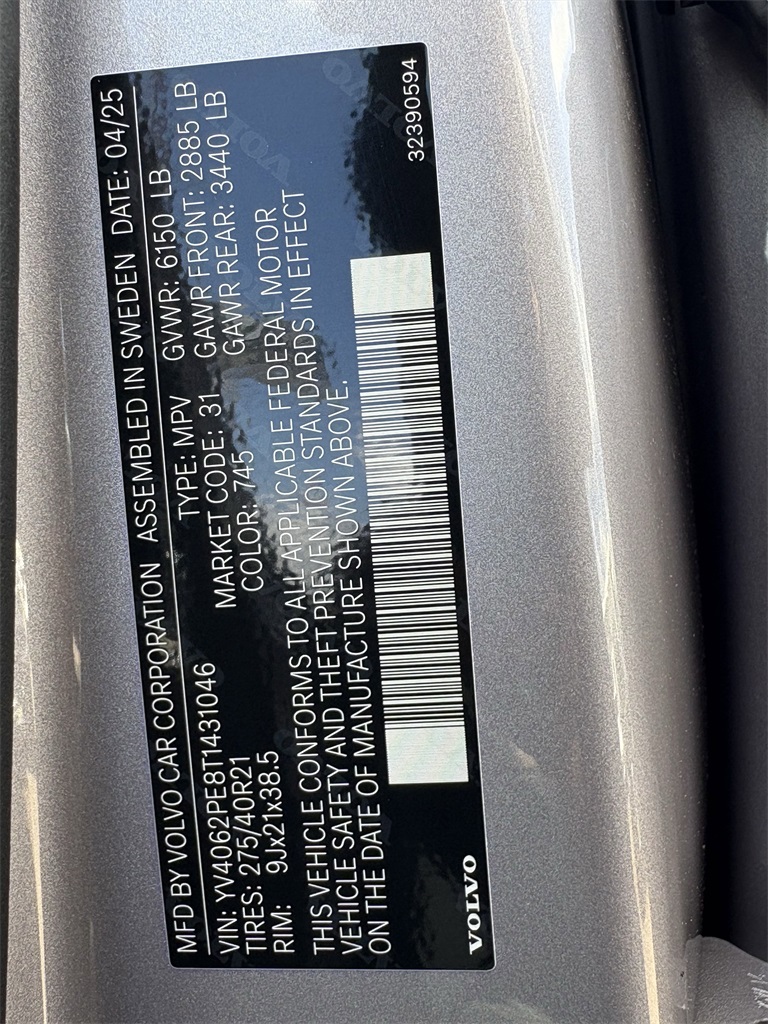 MFD BY VOLVO CAR CORPORATION ASSEMBLED IN SWEDEN DATE: 04/25
VIN: YV4062PE8T1431046 TYPE: MPV GVWR: 6150 LB
TIRES: 275/40R21 MARKET CODE: 31 GAWR FRONT: 2885 LB
RIM: 9Jx21x38.5 COLOR: 745 GAWR REAR: 3440 LB
THIS VEHICLE CONFORMS TO ALL APPLICABLE FEDERAL MOTOR
VEHICLE SAFETY AND THEFT PREVENTION STANDARDS IN EFFECT
ON THE DATE OF MANUFACTURE SHOWN ABOVE.
VOLVO 32390594